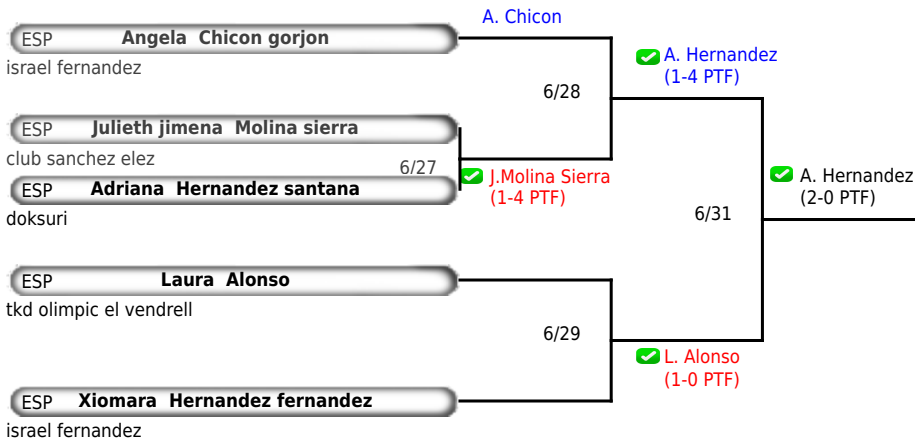 A. Chicon
ESP Angela Chicon gorjon
israel fernandez
A. Hernandez
(1-4 PTF)
6/28
ESP Julieth jimena Molina sierra
club sanchez elez
6/27
J.Molina Sierra
(1-4 PTF)
ESP Adriana Hernandez santana
doksuri
A. Hernandez
(2-0 PTF)
6/31
ESP Laura Alonso
tkd olimpic el vendrell
6/29
L. Alonso
(1-0 PTF)
ESP Xiomara Hernandez fernandez
israel fernandez